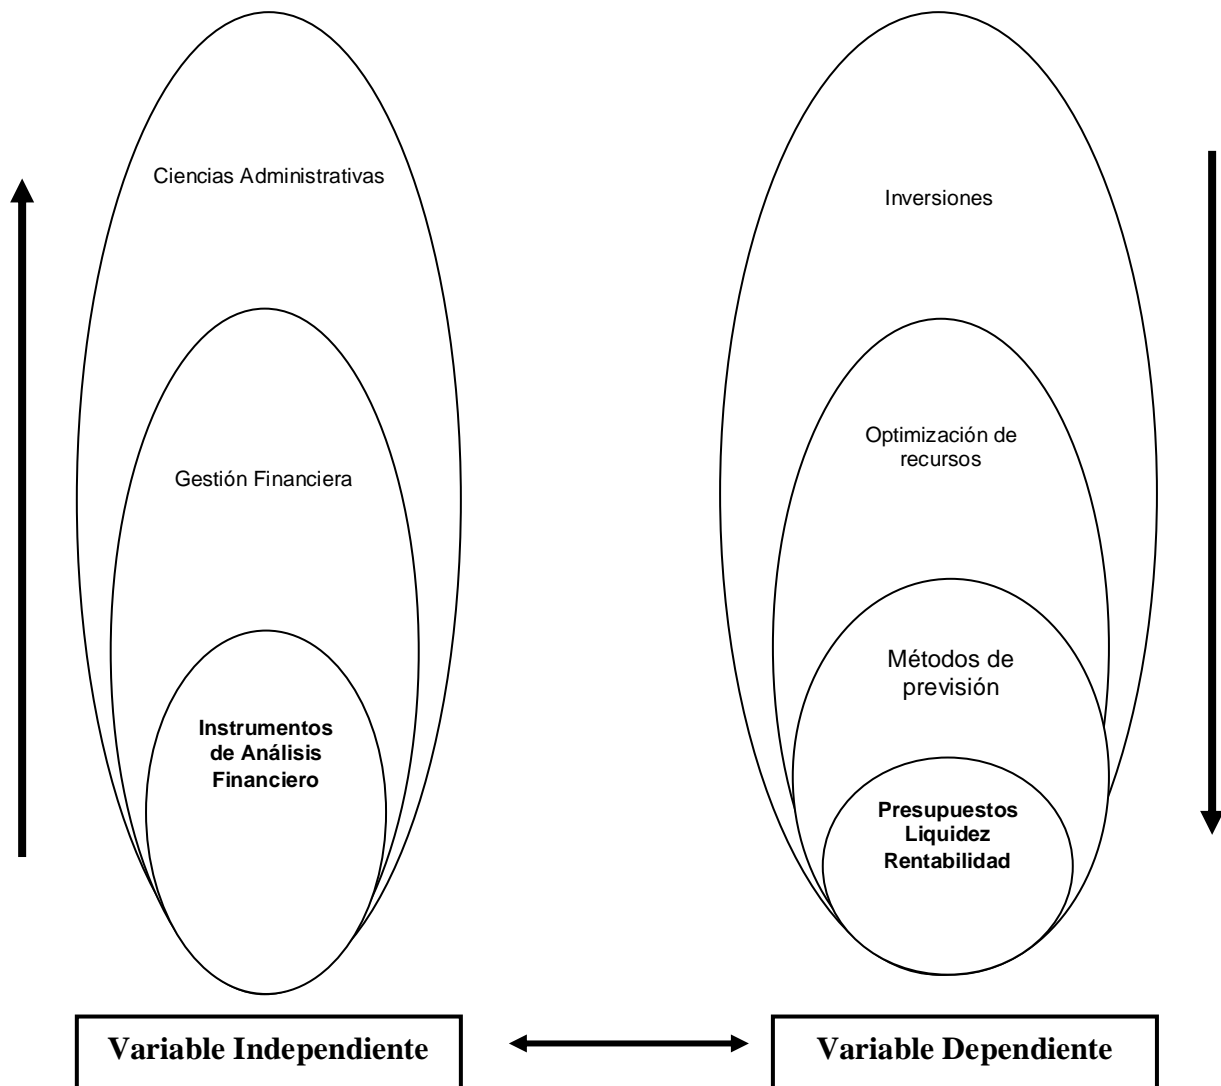 Ciencias Administrativas
Gestión Financiera
Instrumentos
de Análisis
Financiero
Variable Independiente
Inversiones
Optimización de
recursos
Métodos de
previsión
Presupuestos
Liquidez
Rentabilidad
Variable Dependiente